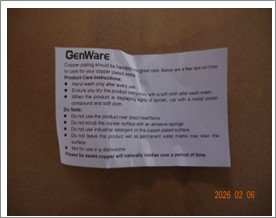 GENWARE
Copper plating should be handled with great care. Below are a few tips on how
to care for your copper plated items.
Product Care Instructions:
● Hand wash only after every use.
● Ensure you dry the product completely with a soft cloth after each wash.
● When the product is displaying signs of tarnish, use with a metal polish
compound and soft cloth.
Do Note:
● Do not use the product over direct heat/flame.
● Do not scrub the copper surface with an abrasive sponge.
● Do not use industrial detergent on the copper plated surface.
● Do not leave the product wet as permanent water marks may stain the
surface.
● Not for use in a dishwasher
Please be aware copper will naturally oxidise over a period of time.
2026 02 06